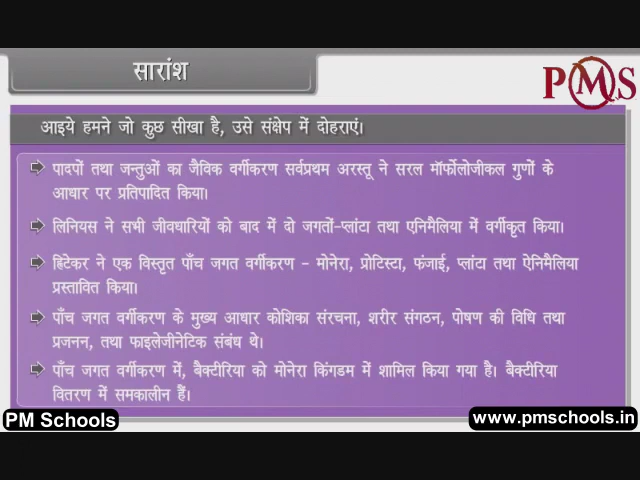 सारांश
PMS
आइये हमने जो कुछ सीखा है, उसे संक्षेप में दोहराएं।
पादपों तथा जन्तुओं का जैविक वर्गीकरण सर्वप्रथम अरस्तू ने सरल मॉर्फोलोजीकल गुणों के
आधार पर प्रतिपादित किया।
लिनियस ने सभी जीवधारियों को बाद में दो जगतों-प्लांटा तथा एनिमैलिया में वर्गीकृत किया।
ह्विटेकर ने एक विस्तृत पाँच जगत वर्गीकरण – मोनेरा, प्रोटिस्टा, फंजाई, प्लांटा तथा ऐनिमैलिया
प्रस्तावित किया।
पाँच जगत वर्गीकरण के मुख्य आधार कोशिका संरचना, शरीर संगठन, पोषण की विधि तथा
प्रजनन, तथा फाइलेजीनेटिक संबंध थे।
पाँच जगत वर्गीकरण में, बैक्टीरिया को मोनेरा किंगडम में शामिल किया गया है। बैक्टीरिया
वितरण में समकालीन हैं।
PM Schools
www.pmschools.in